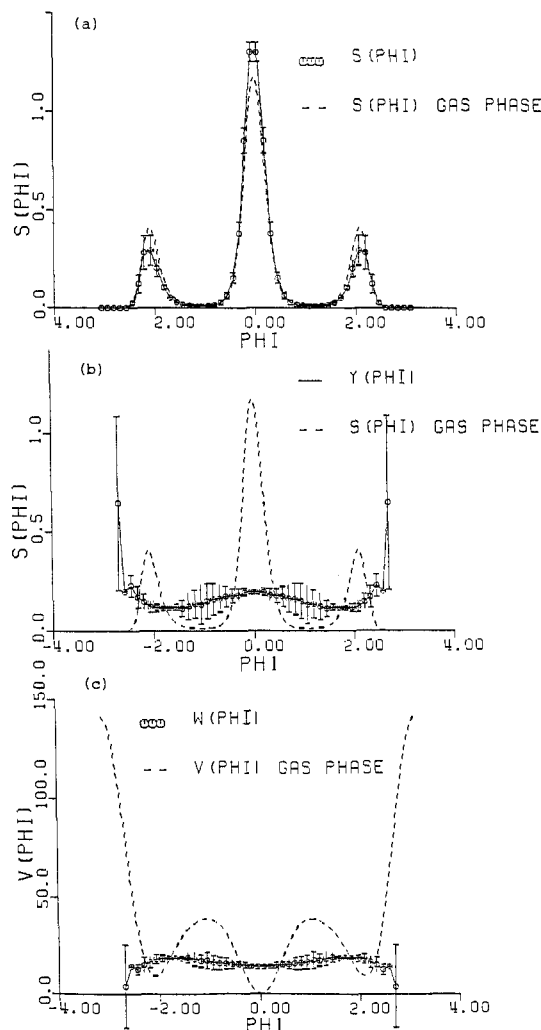 (a)
S(PHI)
S(PHI) GAS PHASE
1.0
0.5
0.0
S(PHI)
-4.00 -2.00 0.00 2.00 4.00
PHI
(b)
Y(PHI)
S(PHI) GAS PHASE
1.0
0.5
0.0
S(PHI)
-4.00 -2.00 0.00 2.00 4.00
PHI
(c)
150.0
W(PHI)
V(PHI) GAS PHASE
100.0
50.0
0.0
V(PHI)
-4.00 -2.00 0.00 2.00 4.00
PHI